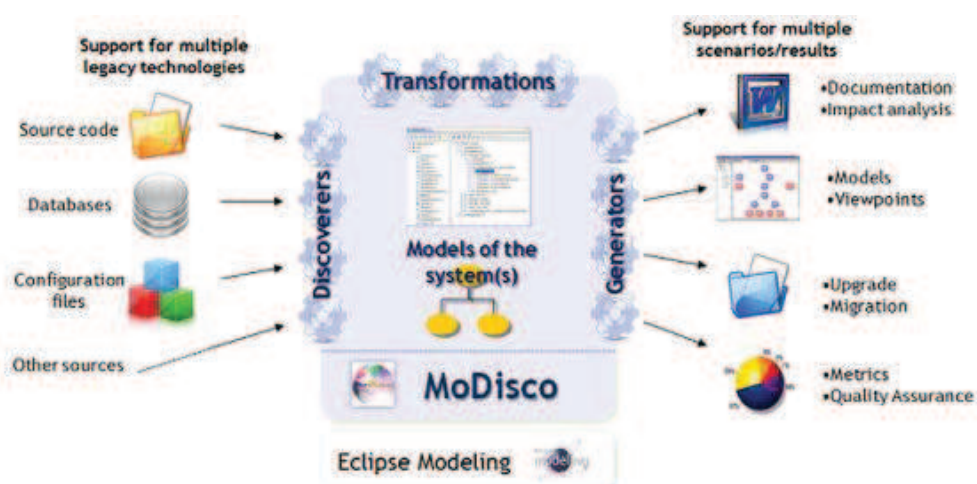 Support for multiple
legacy technologies
Source code
Databases
Configuration
files
Other sources
Transformations
Discoverers
Models of the
system(s)
Generators
MoDisco
Eclipse Modeling
modeling
Support for multiple
scenarios/results
•Documentation
•Impact analysis
•Models
•Viewpoints
•Upgrade
•Migration
•Metrics
•Quality Assurance